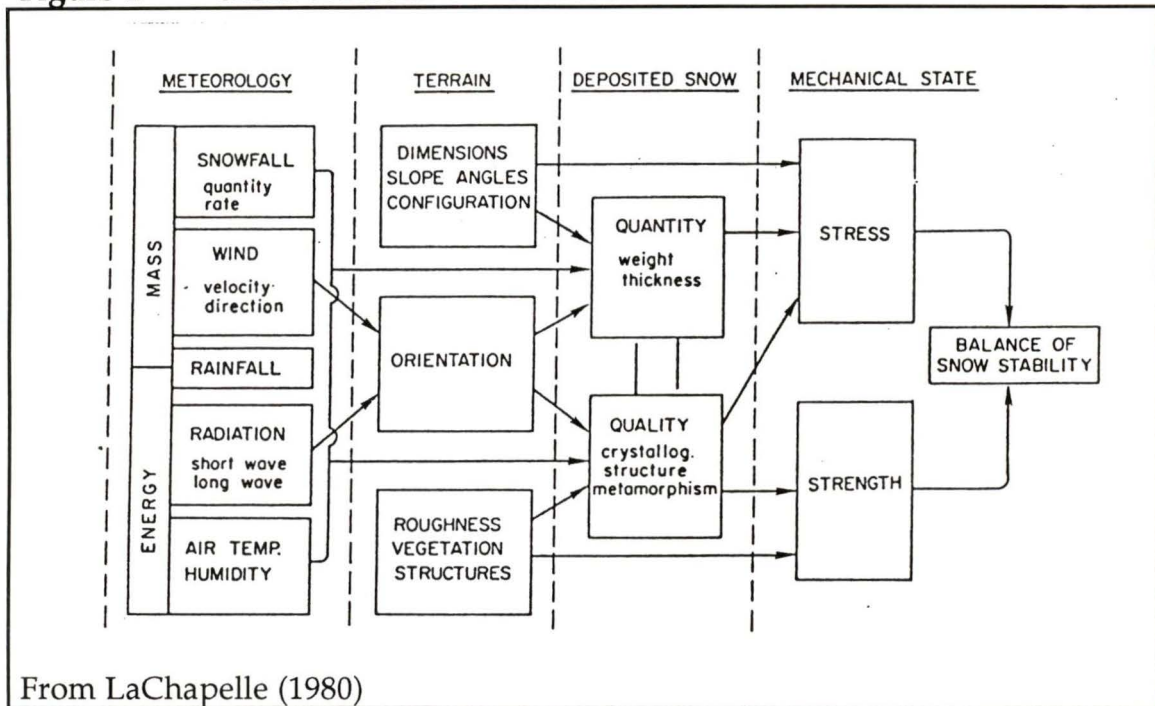 METEOROLOGY
TERRAIN
DEPOSITED SNOW
MECHANICAL STATE
MASS
ENERGY
SNOWFALL
quantity
rate
WIND
velocity
direction
RAINFALL
RADIATION
short wave
long wave
AIR TEMP.
HUMIDITY
DIMENSIONS
SLOPE ANGLES
CONFIGURATION
ORIENTATION
ROUGHNESS
VEGETATION
STRUCTURES
QUANTITY
weight
thickness
QUALITY
crystallog.
structure
metamorphism
STRESS
STRENGTH
BALANCE OF
SNOW STABILITY
From LaChapelle (1980)